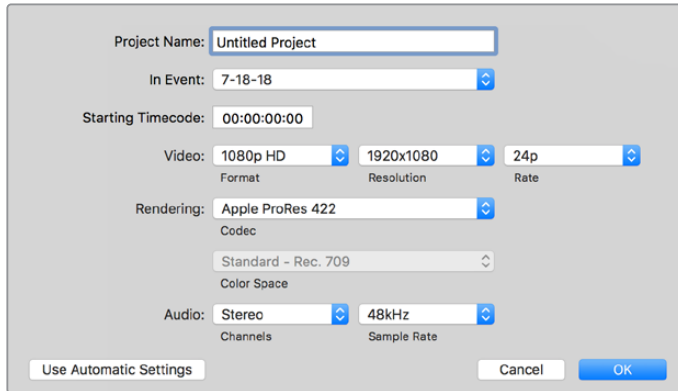 Project Name: Untitled Project
In Event: 7-18-18
Starting Timecode: 00:00:00:00
Video: 1080p HD 1920x1080 24p
Format Resolution Rate
Rendering: Apple ProRes 422
Codec
Standard - Rec. 709
Color Space
Audio: Stereo 48kHz
Channels Sample Rate
Use Automatic Settings Cancel OK